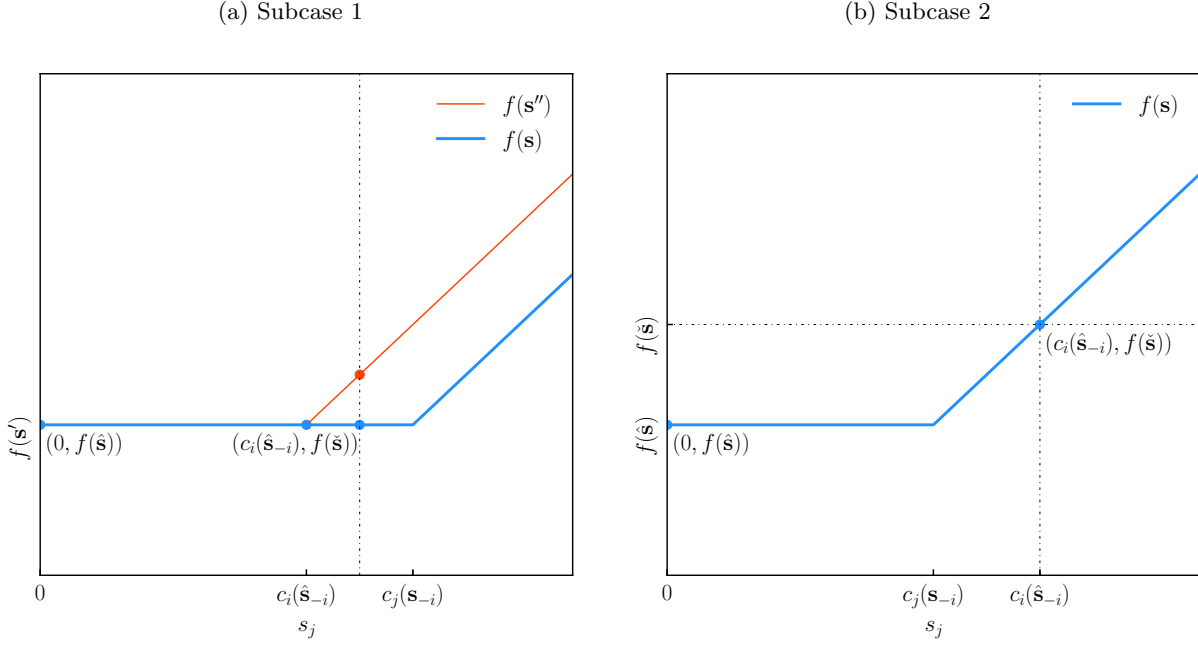 (a) Subcase 1
f(s″)
f(s)
f(s′)
(0, f(ŝ))
(c_i(ŝ_{−i}), f(š))
0
c_i(ŝ_{−i})
c_j(s_{−i})
s_j
(b) Subcase 2
f(s)
f(š)
(c_i(ŝ_{−i}), f(š))
f(ŝ)
(0, f(ŝ))
0
c_j(s_{−i})
c_i(ŝ_{−i})
s_j